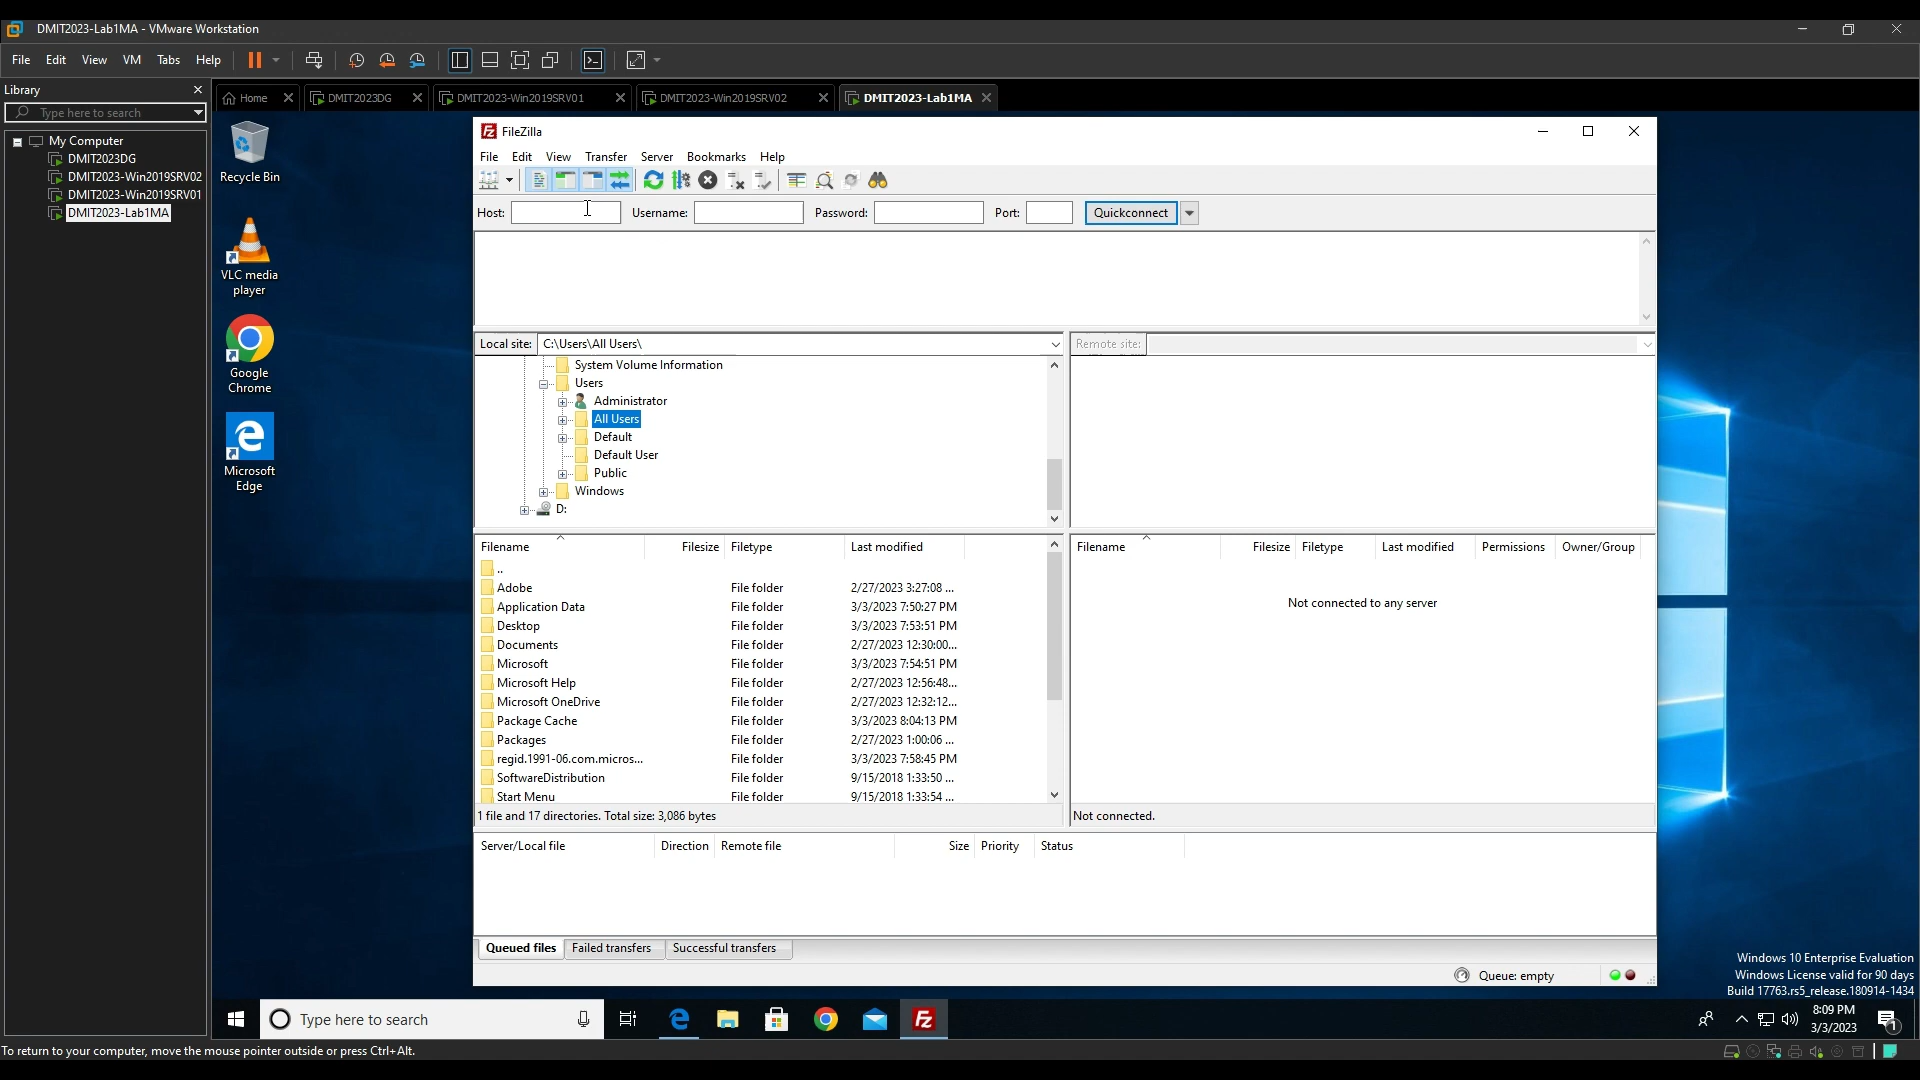 DMIT2023-Lab1MA - VMware Workstation
File Edit View VM Tabs Help
Library
Type here to search
My Computer
DMIT2023DG
DMIT2023-Win2019SRV02
DMIT2023-Win2019SRV01
DMIT2023-Lab1MA
Home DMIT2023DG DMIT2023-Win2019SRV01 DMIT2023-Win2019SRV02 DMIT2023-Lab1MA
Recycle Bin
VLC media
player
Google
Chrome
Microsoft
Edge
FileZilla
File Edit View Transfer Server Bookmarks Help
Host: Username: Password: Port: Quickconnect
Local site: C:\Users\All Users\
System Volume Information
Users
Administrator
All Users
Default
Default User
Public
Windows
D:
Remote site:
Filename Filesize Filetype Last modified
..
Adobe File folder 2/27/2023 3:27:08 ...
Application Data File folder 3/3/2023 7:50:27 PM
Desktop File folder 3/3/2023 7:53:51 PM
Documents File folder 2/27/2023 12:30:00...
Microsoft File folder 3/3/2023 7:54:51 PM
Microsoft Help File folder 2/27/2023 12:56:48...
Microsoft OneDrive File folder 2/27/2023 12:32:12...
Package Cache File folder 3/3/2023 8:04:13 PM
Packages File folder 2/27/2023 1:00:06 ...
regid.1991-06.com.micros... File folder 3/3/2023 7:58:45 PM
SoftwareDistribution File folder 9/15/2018 1:33:50 ...
Start Menu File folder 9/15/2018 1:33:54 ...
1 file and 17 directories. Total size: 3,086 bytes
Filename Filesize Filetype Last modified Permissions Owner/Group
Not connected to any server
Not connected.
Server/Local file Direction Remote file Size Priority Status
Queued files Failed transfers Successful transfers
Queue: empty
Windows 10 Enterprise Evaluation
Windows License valid for 90 days
Build 17763.rs5_release.180914-1434
Type here to search
8:09 PM
3/3/2023
1
To return to your computer, move the mouse pointer outside or press Ctrl+Alt.